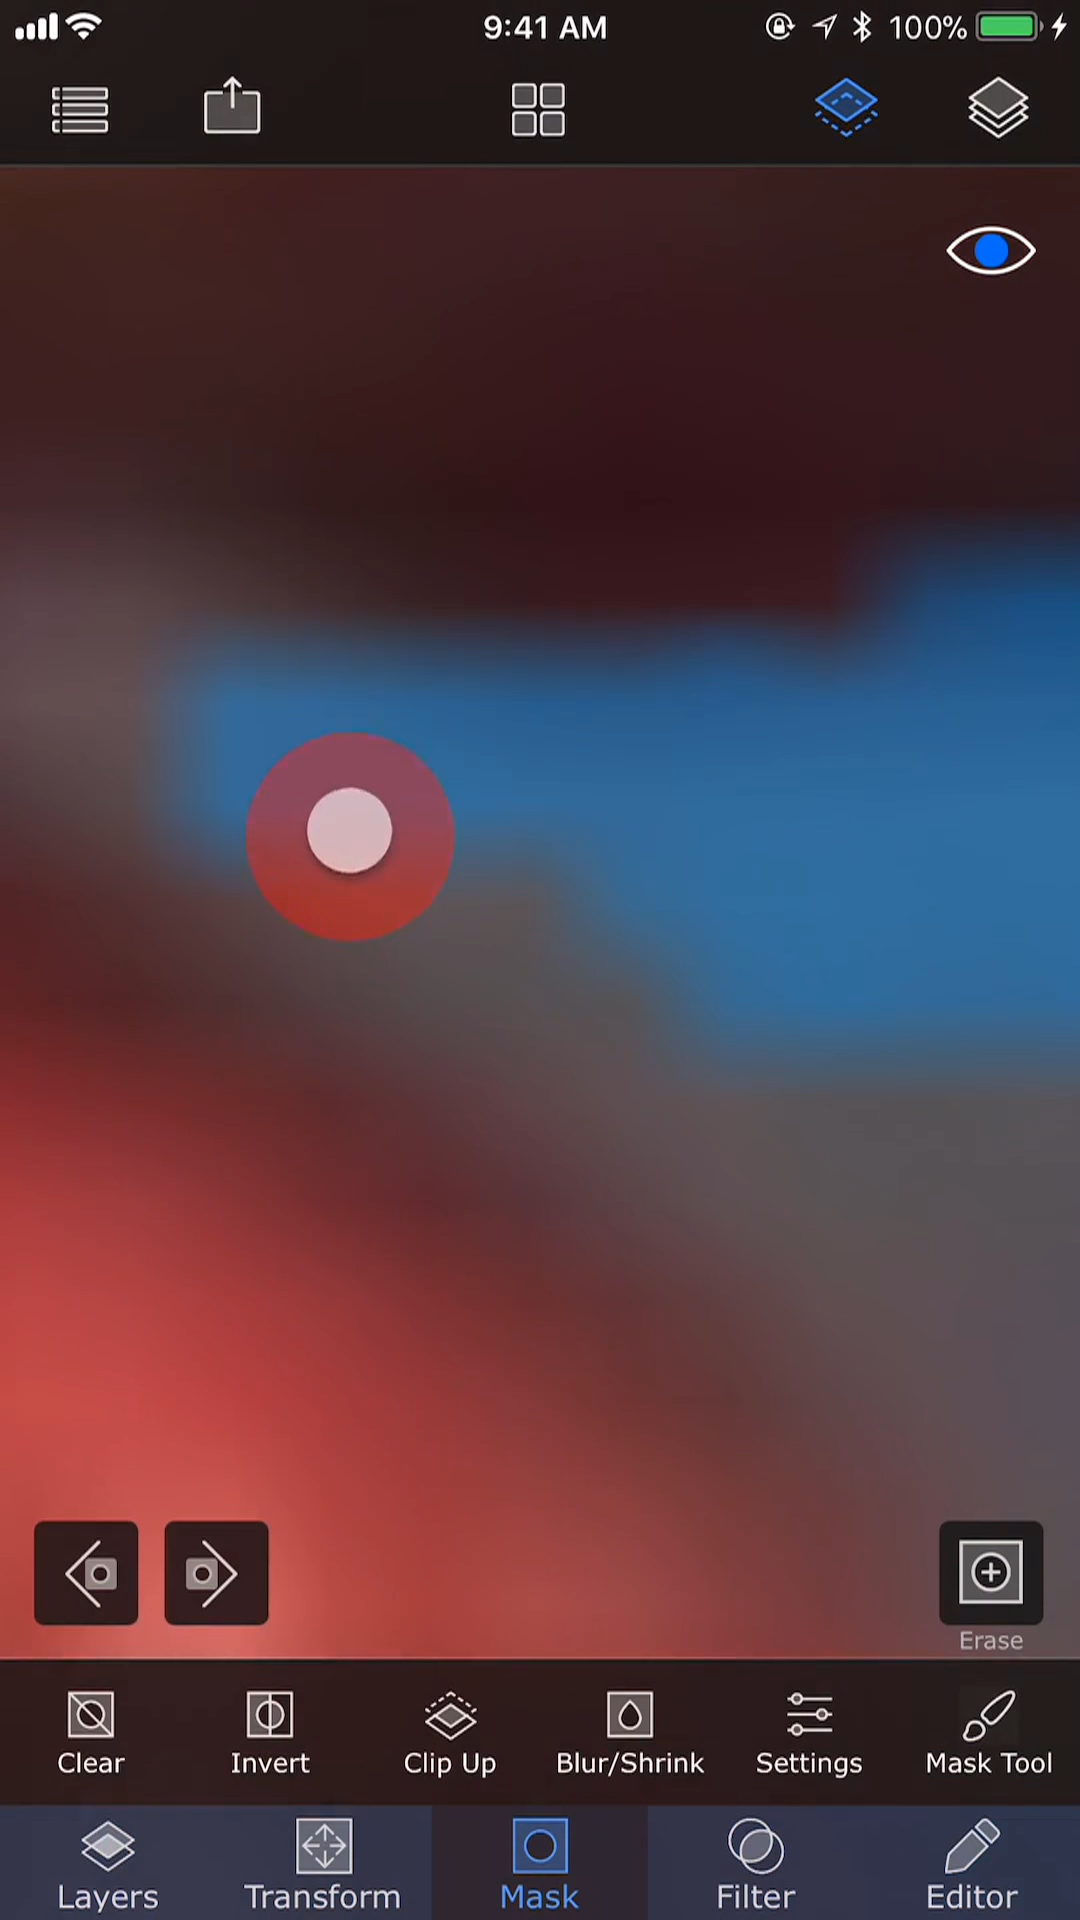 9:41 AM
100%
Erase
Clear Invert Clip Up Blur/Shrink Settings Mask Tool
Layers Transform Mask Filter Editor